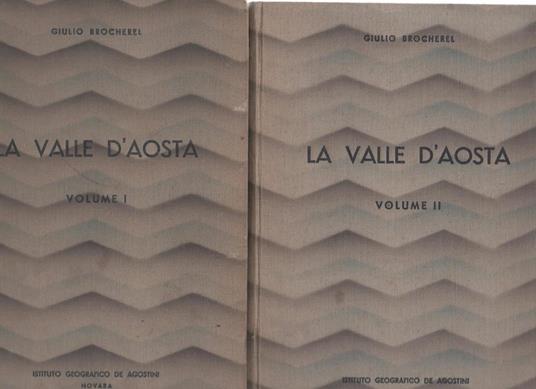 GIULIO BROCHEREL
LA VALLE D'AOSTA
VOLUME I
ISTITUTO GEOGRAFICO DE AGOSTINI
NOVARA
GIULIO BROCHEREL
LA VALLE D'AOSTA
VOLUME II
ISTITUTO GEOGRAFICO DE AGOSTINI